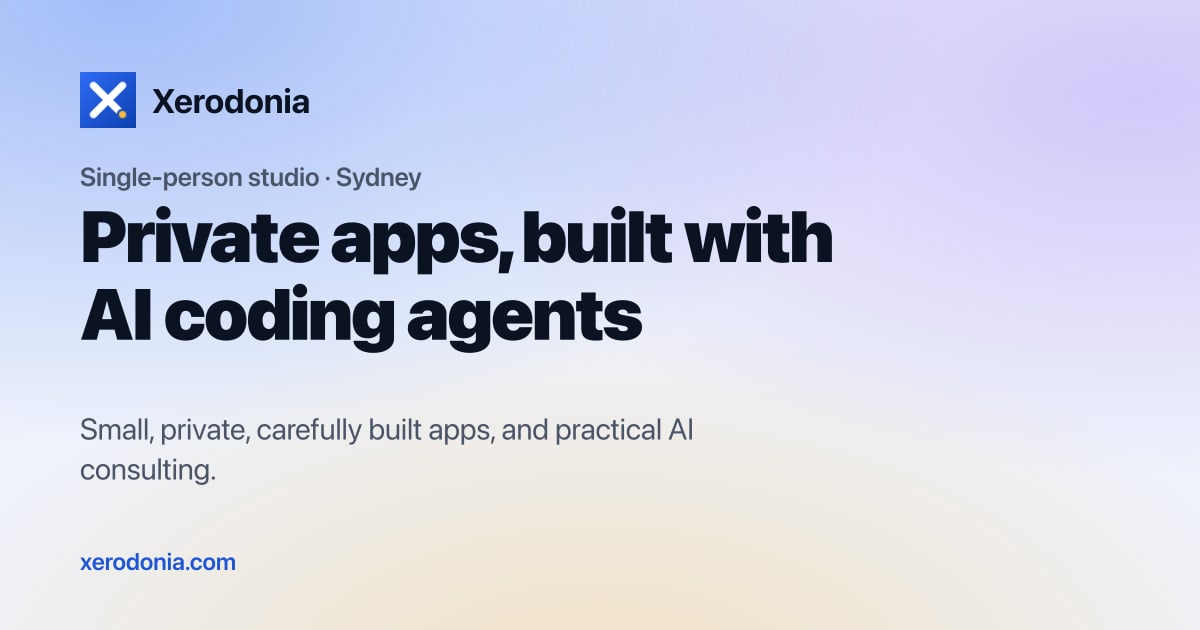 Xerodonia
Single-person studio · Sydney
Private apps, built with
AI coding agents
Small, private, carefully built apps, and practical AI
consulting.
xerodonia.com